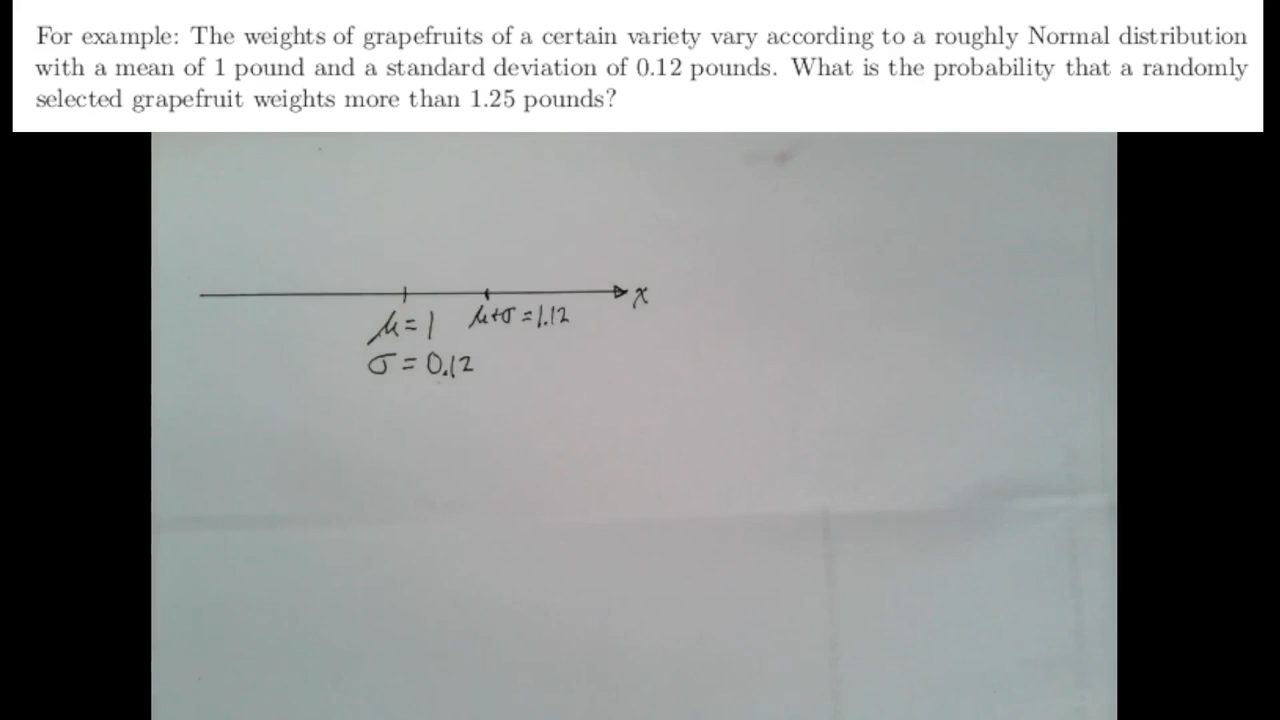 For example: The weights of grapefruits of a certain variety vary according to a roughly Normal distribution
with a mean of 1 pound and a standard deviation of 0.12 pounds. What is the probability that a randomly
selected grapefruit weights more than 1.25 pounds?
x
μ = 1 μ+σ = 1.12
σ = 0.12